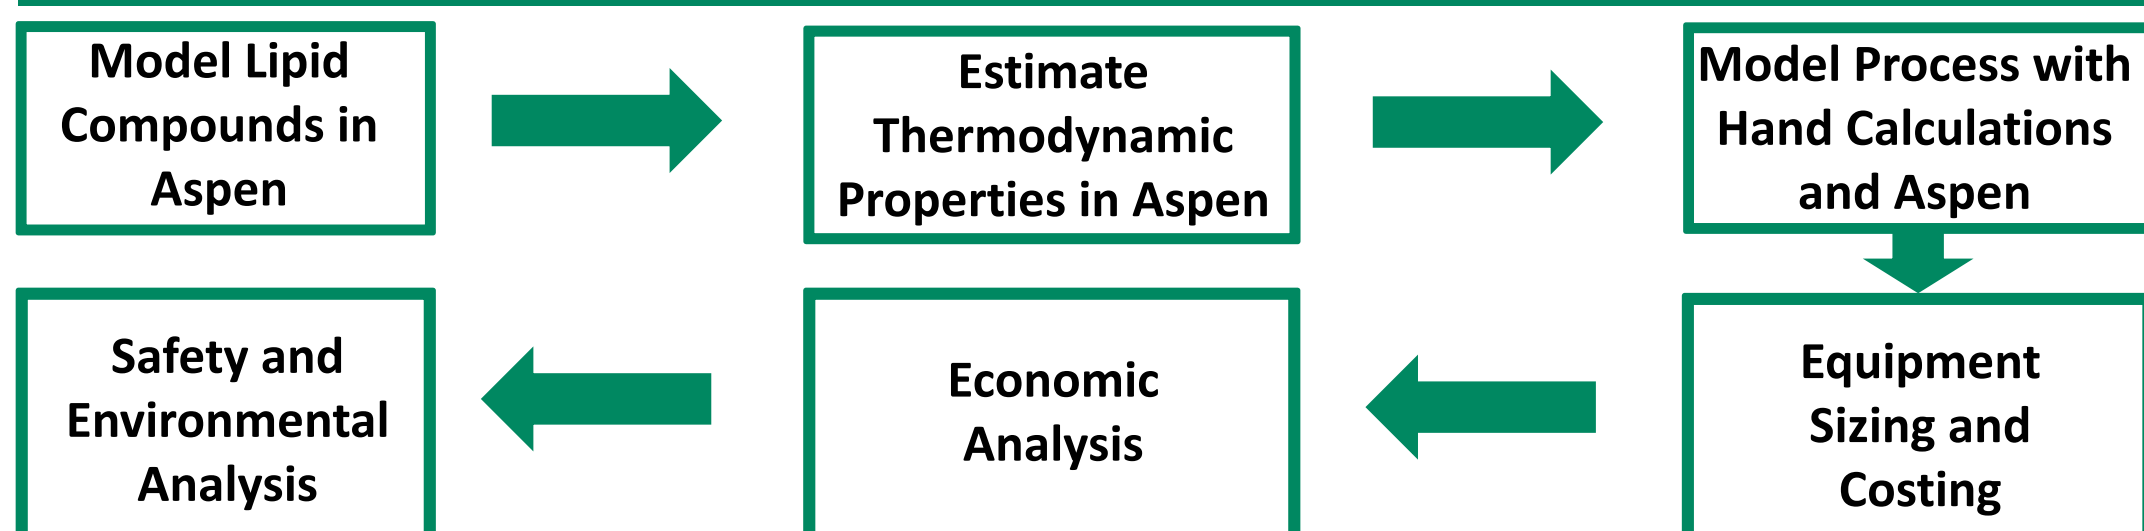 Model Lipid
Compounds in
Aspen
Estimate
Thermodynamic
Properties in Aspen
Model Process with
Hand Calculations
and Aspen
Equipment
Sizing and
Costing
Economic
Analysis
Safety and
Environmental
Analysis